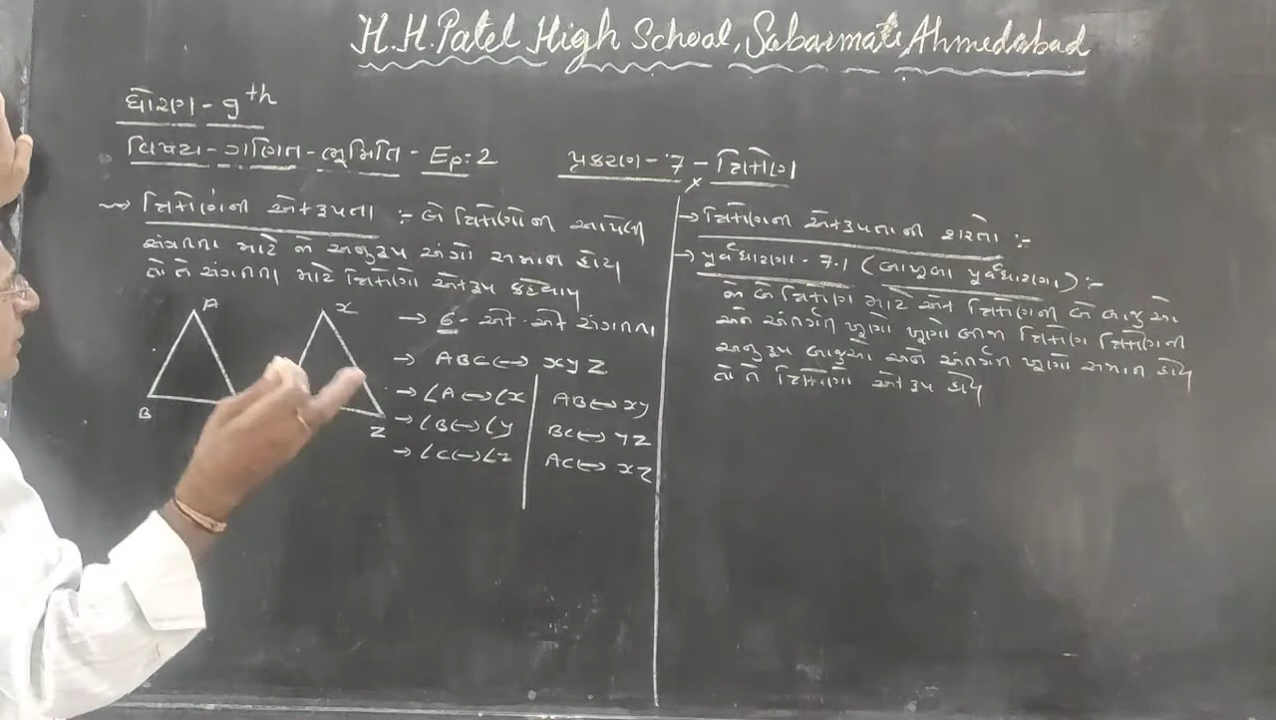 H.H.Patel High School, Sabarmati Ahmedabad
ધોરણ - 9th
વિષય - ગણિત - ભૂમિતિ - Ep:2
પ્રકરણ - 7 - ત્રિકોણ
ત્રિકોણની એકરૂપતા :- બે ત્રિકોણોની આપેલી
સંગતતા માટે જો અનુરૂપ અંગો સમાન હોય
તો તે સંગતતા માટે ત્રિકોણો એકરૂપ કહેવાય
A
B
X
Z
→ 6 - એક-એક સંગતતા
→ ABC ↔ XYZ
→ ∠A ↔ ∠X
→ ∠B ↔ ∠Y
→ ∠C ↔ ∠Z
AB ↔ XY
BC ↔ YZ
AC ↔ XZ
→ ત્રિકોણની એકરૂપતાની શરતો :-
→ પુર્વધારણા - 7.1 ( બાખૂબા પુર્વધારણા ) :-
જો બે ત્રિકોણ માટે એક ત્રિકોણની બે બાજુઓ
અને અંતર્ગત ખૂણો ખૂણો બીજા ત્રિકોણ ત્રિકોણની
અનુરૂપ બાજુઓ અને અંતર્ગત ખૂણો સમાન હોય
તો તે ત્રિકોણો એકરૂપ હોય